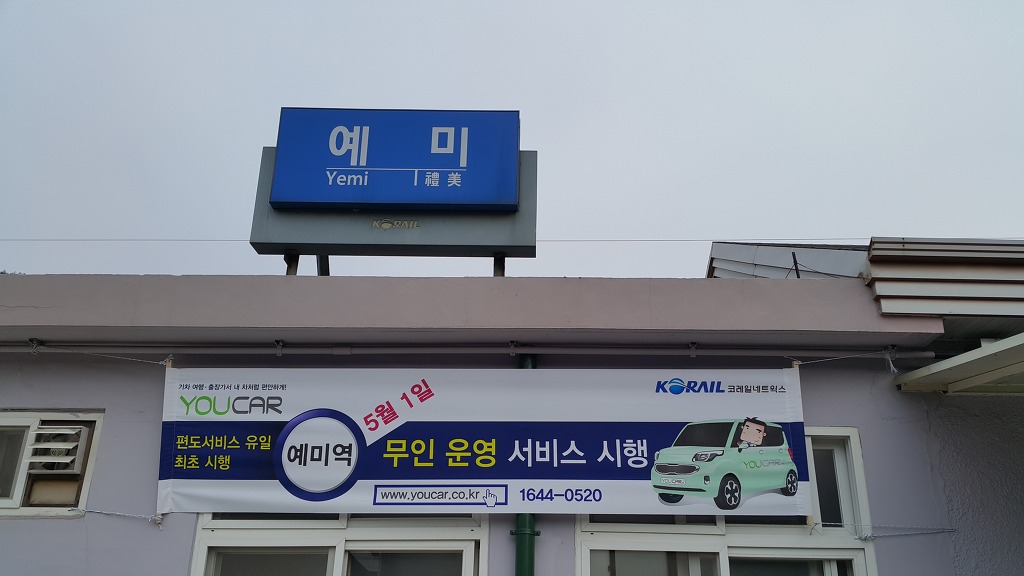 예 미
Yemi 禮美
KORAIL
기차 여행·출장가서 내 차처럼 편안하게!
YOUCAR
KORAIL 코레일네트웍스
5월 1일
편도서비스 유일
최초 시행
예미역
무인 운영 서비스 시행
www.youcar.co.kr
1644-0520
YOUCAR
YOUCAR